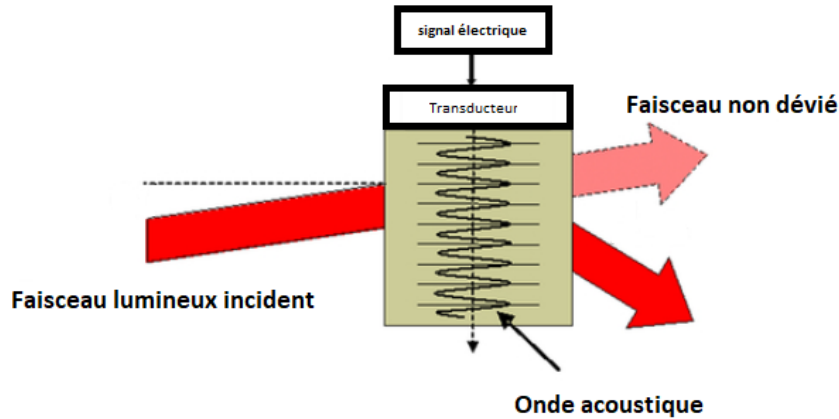 signal électrique
Transducteur
Faisceau non dévié
Faisceau lumineux incident
Onde acoustique